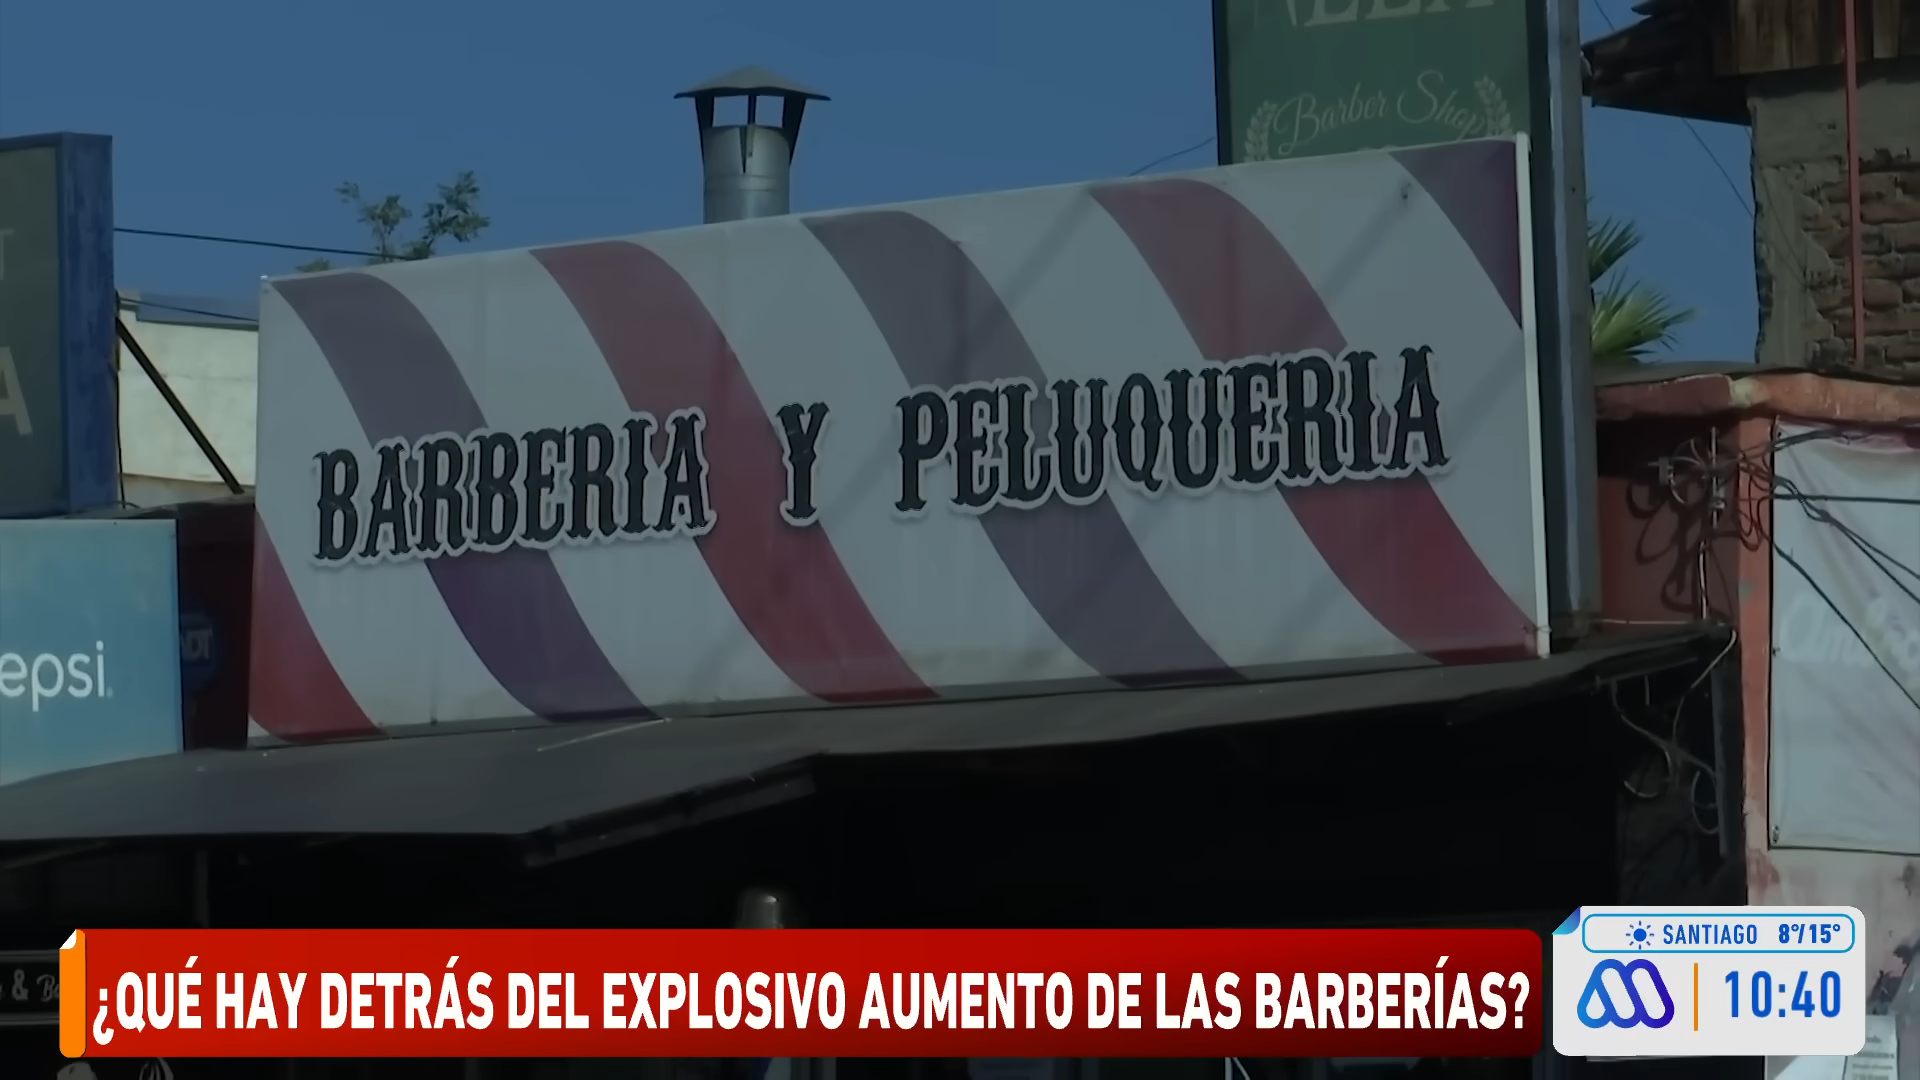 Barber Shop
BARBERIA Y PELUQUERIA
epsi
ADT
¿QUÉ HAY DETRÁS DEL EXPLOSIVO AUMENTO DE LAS BARBERÍAS?
SANTIAGO 8°/15°
10:40